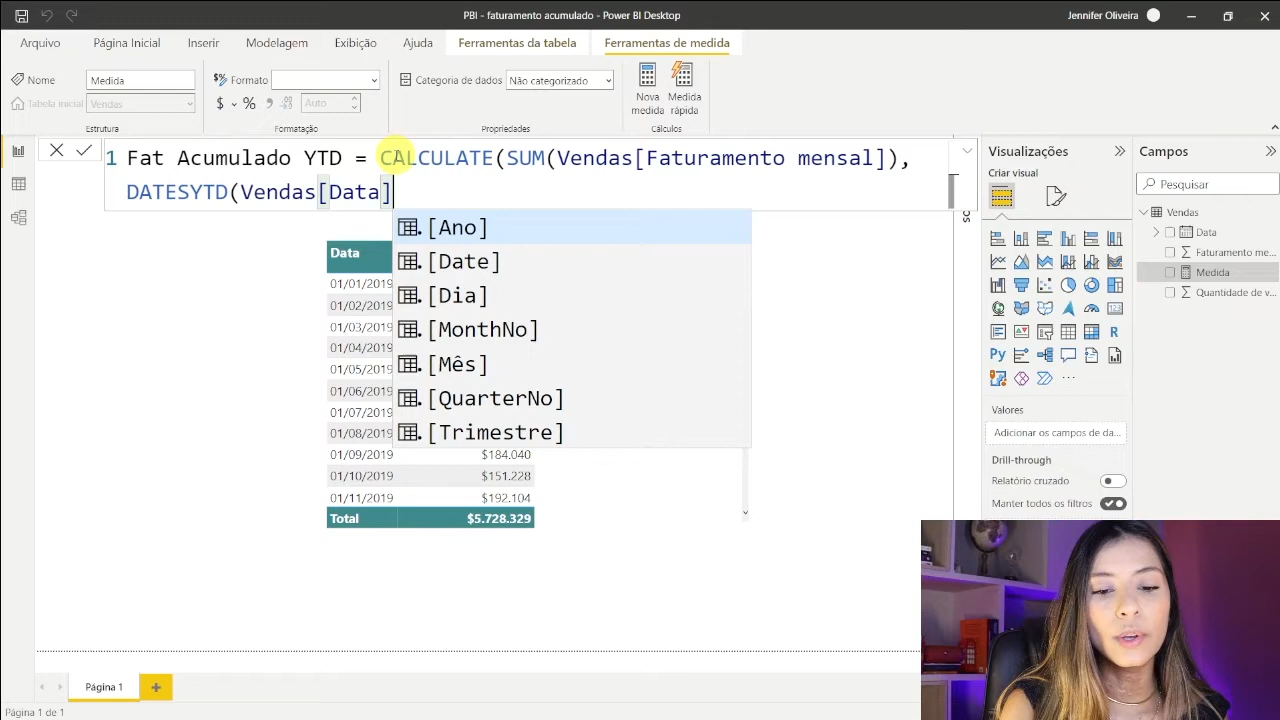 PBI - faturamento acumulado - Power BI Desktop
Jennifer Oliveira
Arquivo
Página Inicial
Inserir
Modelagem
Exibição
Ajuda
Ferramentas da tabela
Ferramentas de medida
Nome
Medida
Tabela inicial
Vendas
Estrutura
Formato
$
%
Auto
Formatação
Categoria de dados
Não categorizado
Propriedades
Nova medida
Medida rápida
Cálculos
1 Fat Acumulado YTD = CALCULATE(SUM(Vendas[Faturamento mensal]),
DATESYTD(Vendas[Data]
.[Ano]
.[Date]
.[Dia]
.[MonthNo]
.[Mês]
.[QuarterNo]
.[Trimestre]
Data
01/01/2019
01/02/2019
01/03/2019
01/04/2019
01/05/2019
01/06/2019
01/07/2019
01/08/2019
01/09/2019 $184.040
01/10/2019 $151.228
01/11/2019 $192.104
Total $5.728.329
Visualizações
Criar visual
R
Py
Valores
Adicionar os campos de da...
Drill-through
Relatório cruzado
Manter todos os filtros
Campos
Pesquisar
Vendas
Data
Faturamento me...
Medida
Quantidade de v...
Página 1
Página 1 de 1